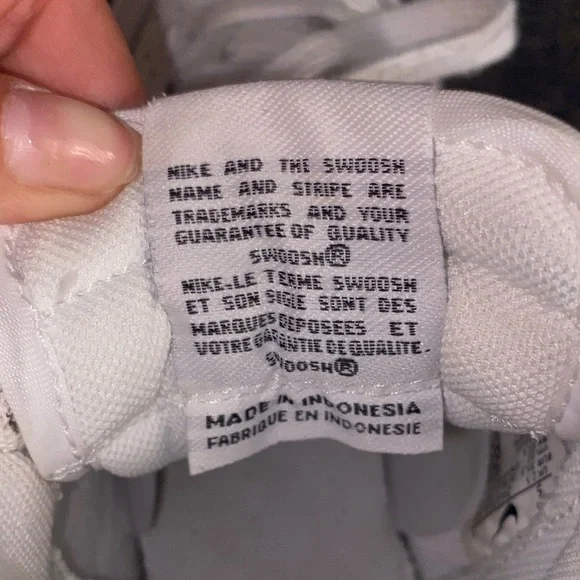 NIKE AND THE SWOOSH
NAME AND STRIPE ARE
TRADEMARKS AND YOUR
GUARANTEE OF QUALITY
SWOOSH®
NIKE-LE TERME SWOOSH
ET SON SIGLE SONT DES
MARQUES DEPOSEES ET
VOTRE GARANTIE DE QUALITE.
SWOOSH®
MADE IN INDONESIA
FABRIQUE EN INDONESIE